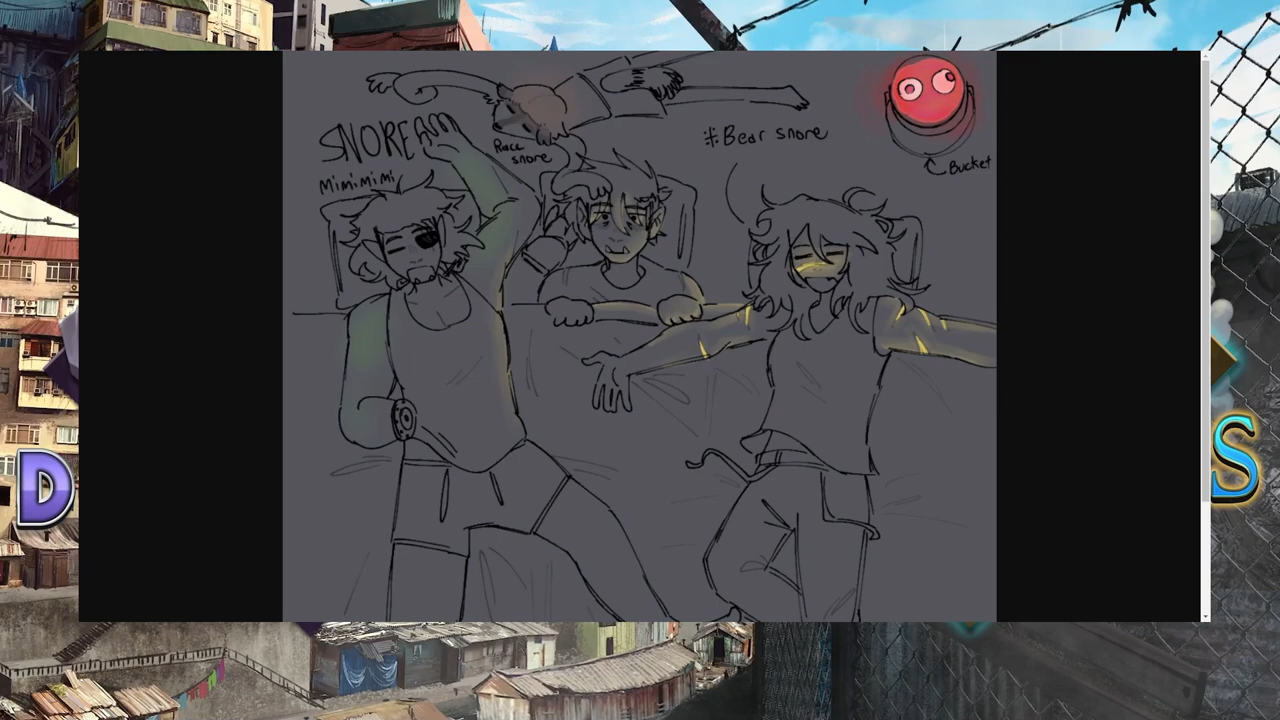 SNOREAM
Mimimimi
Race
snore
:Bear snore
Bucket
D
S